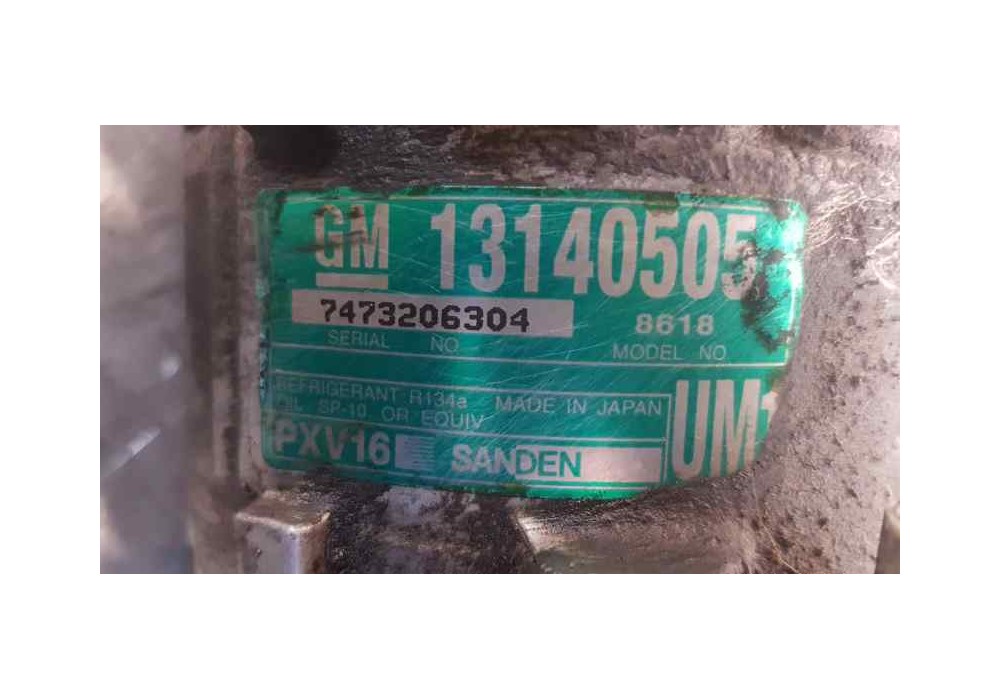 GM 13140505
7473206304 8618
SERIAL NO MODEL NO
REFRIGERANT R134a MADE IN JAPAN
OIL SP-10 OR EQUIV
PXV16 SANDEN UM1